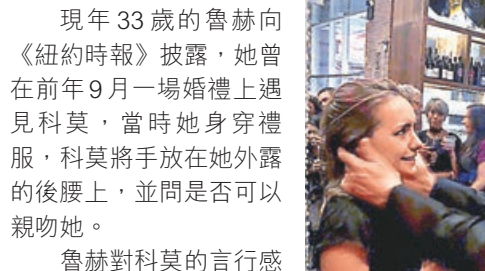 現年33歲的魯赫向
《紐約時報》披露，她曾
在前年9月一場婚禮上遇
見科莫，當時她身穿禮
服，科莫將手放在她外露
的後腰上，並問是否可以
親吻她。
魯赫對科莫的言行感